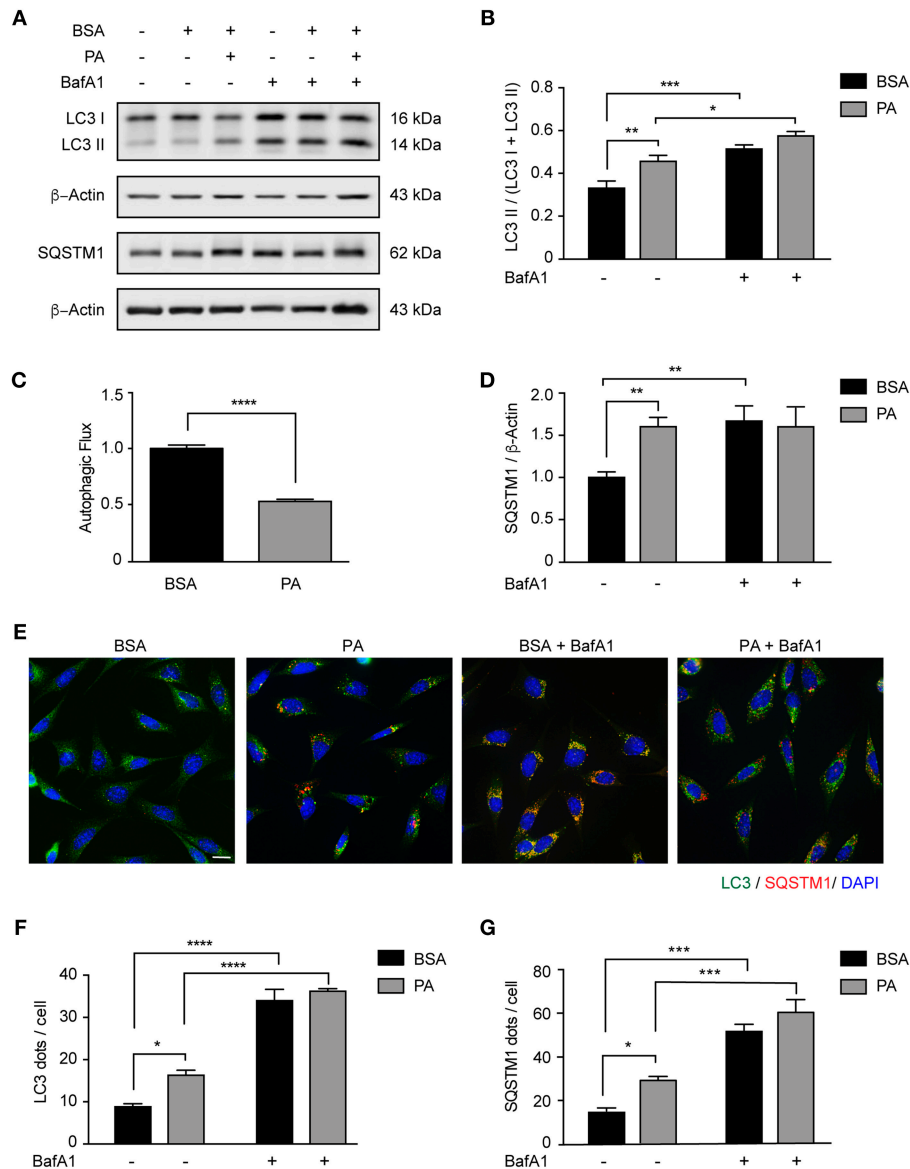 A
BSA - + + - + +
PA - - + - - +
BafA1 - - - + + +
LC3 I 16 kDa
LC3 II 14 kDa
β–Actin 43 kDa
SQSTM1 62 kDa
β–Actin 43 kDa
B
BSA
PA
***
*
**
LC3 II / (LC3 I + LC3 II)
0.8
0.6
0.4
0.2
0
BafA1 - - + +
C
Autophagic Flux
1.5
1.0
0.5
0
****
BSA PA
D
BSA
PA
**
**
SQSTM1 / β-Actin
2.0
1.5
1.0
0.5
0
BafA1 - - + +
E
BSA PA BSA + BafA1 PA + BafA1
LC3 / SQSTM1/ DAPI
F
BSA
PA
****
****
*
LC3 dots / cell
40
30
20
10
0
BafA1 - - + +
G
BSA
PA
***
***
*
SQSTM1 dots / cell
80
60
40
20
0
BafA1 - - + +